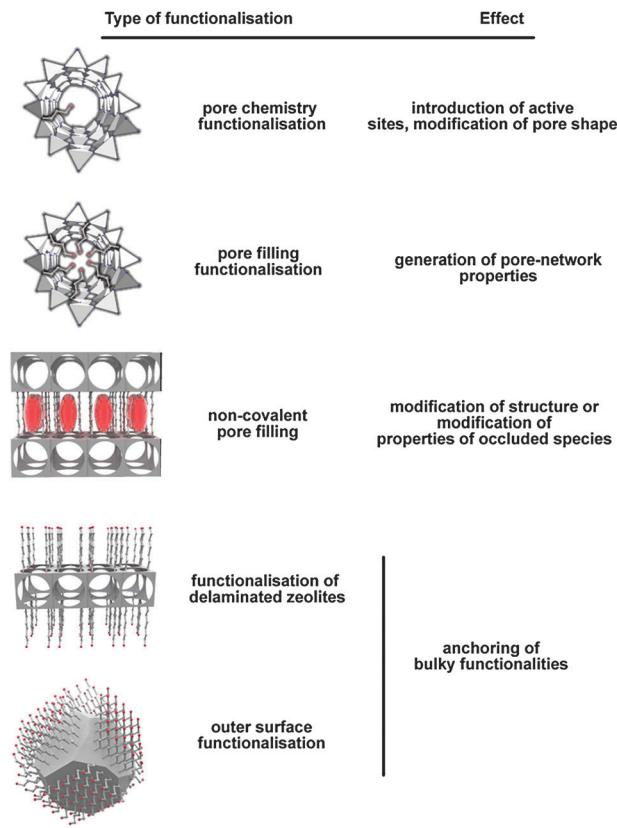 Type of functionalisation
Effect
pore chemistry
functionalisation
introduction of active
sites, modification of pore shape
pore filling
functionalisation
generation of pore-network
properties
non-covalent
pore filling
modification of structure or
modification of
properties of occluded species
functionalisation of
delaminated zeolites
anchoring of
bulky functionalities
outer surface
functionalisation